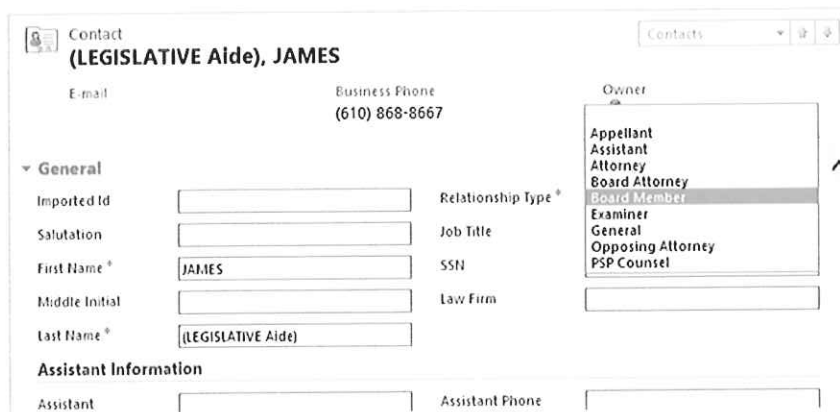 Contact
(LEGISLATIVE Aide), JAMES
Contacts
E-mail
Business Phone
Owner
(610) 868-8667
Appellant
Assistant
Attorney
Board Attorney
Board Member
Examiner
General
Opposing Attorney
PSP Counsel
General
Imported Id
Relationship Type *
Salutation
Job Title
First Name *
JAMES
SSN
Middle Initial
Law Firm
Last Name *
(LEGISLATIVE Aide)
Assistant Information
Assistant
Assistant Phone